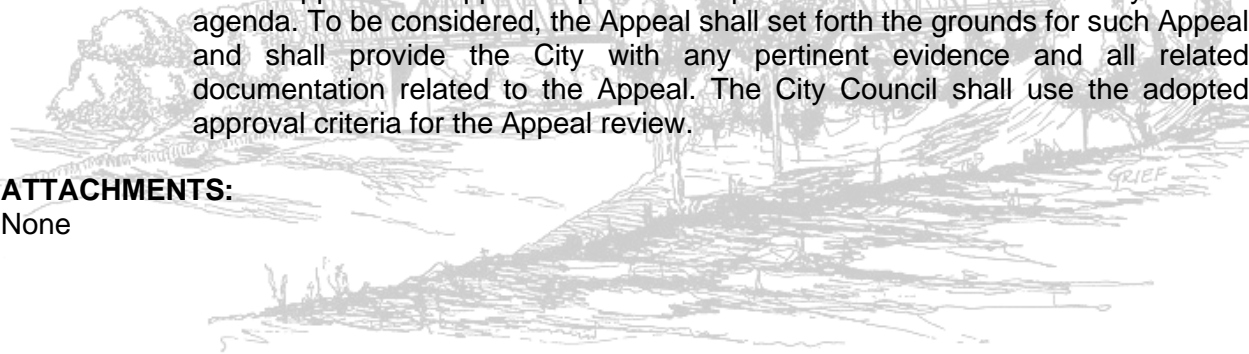 agenda. To be considered, the Appeal shall set forth the grounds for such Appeal
and shall provide the City with any pertinent evidence and all related
documentation related to the Appeal. The City Council shall use the adopted
approval criteria for the Appeal review.
ATTACHMENTS:
None
GRIEF